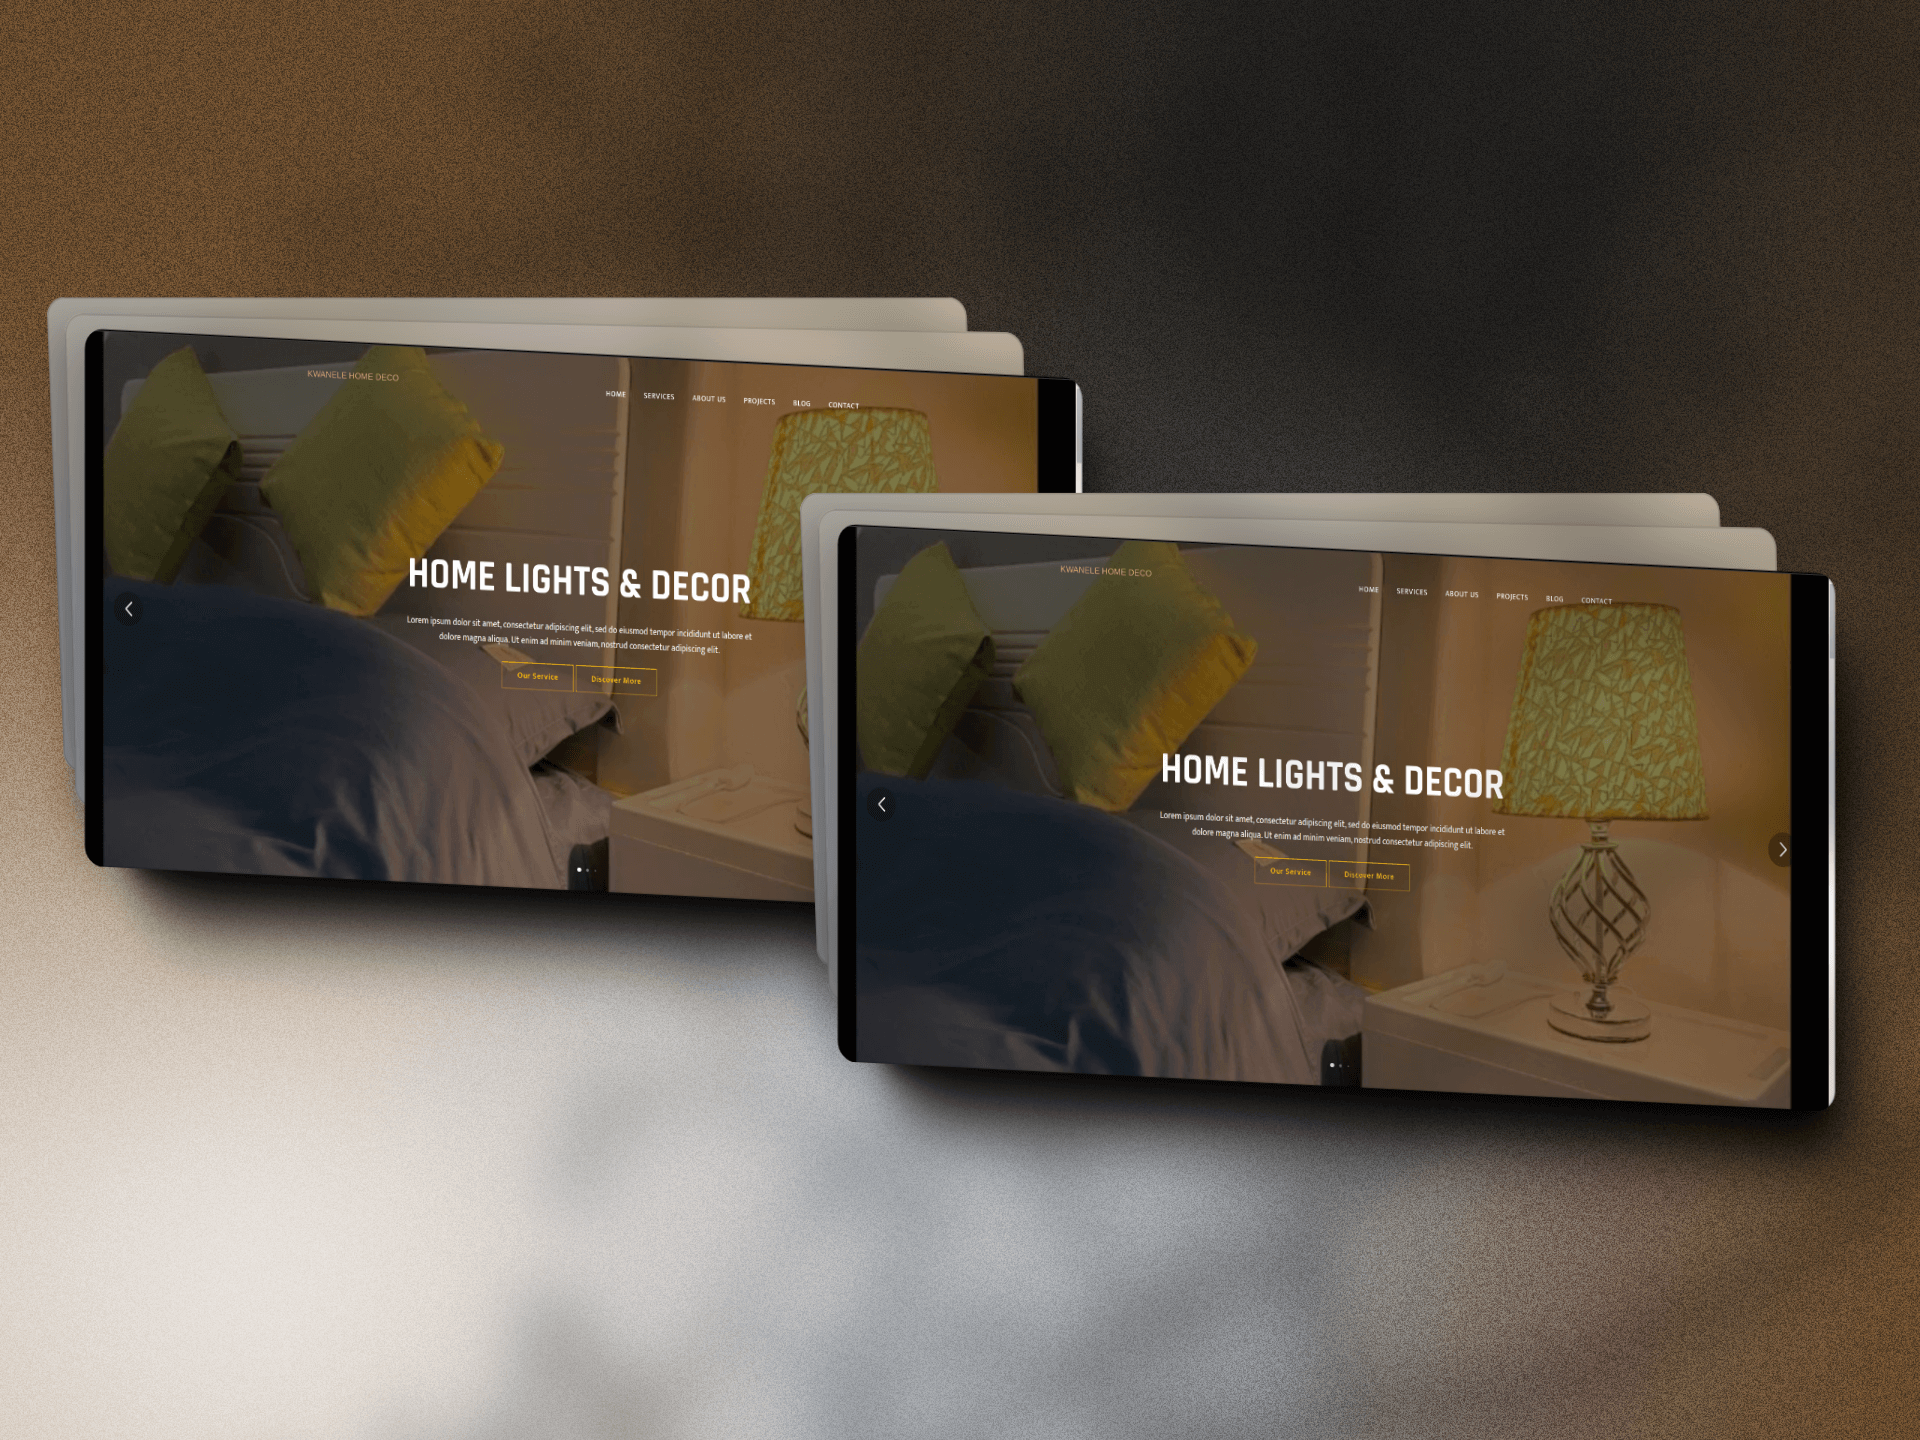 KWANELE HOME DECO
HOME SERVICES ABOUT US PROJECTS BLOG CONTACT
HOME LIGHTS & DECOR
Lorem ipsum dolor sit amet, consectetur adipiscing elit, sed do eiusmod tempor incididunt ut labore et
dolore magna aliqua. Ut enim ad minim veniam, nostrud consectetur adipiscing elit.
Our Service Discover More
KWANELE HOME DECO
HOME SERVICES ABOUT US PROJECTS BLOG CONTACT
HOME LIGHTS & DECOR
Lorem ipsum dolor sit amet, consectetur adipiscing elit, sed do eiusmod tempor incididunt ut labore et
dolore magna aliqua. Ut enim ad minim veniam, nostrud consectetur adipiscing elit.
Our Service Discover More